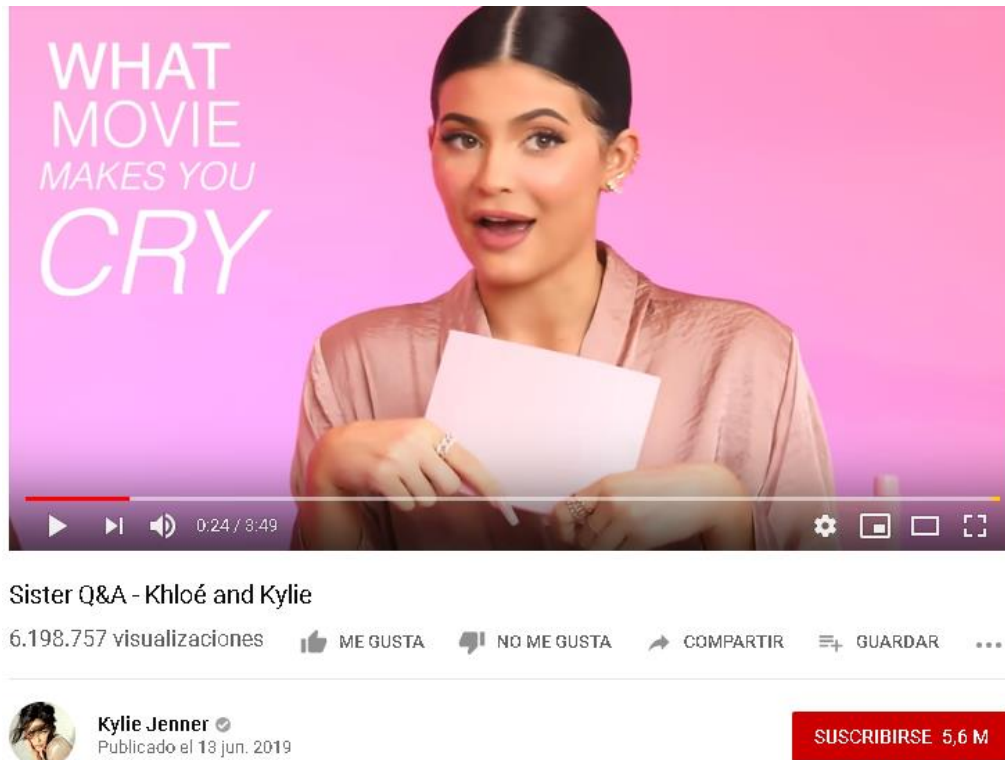 WHAT
MOVIE
MAKES YOU
CRY
0:24 / 3:49
Sister Q&A - Khloé and Kylie
6.198.757 visualizaciones ME GUSTA NO ME GUSTA COMPARTIR GUARDAR
Kylie Jenner
Publicado el 13 jun. 2019
SUSCRIBIRSE 5,6 M